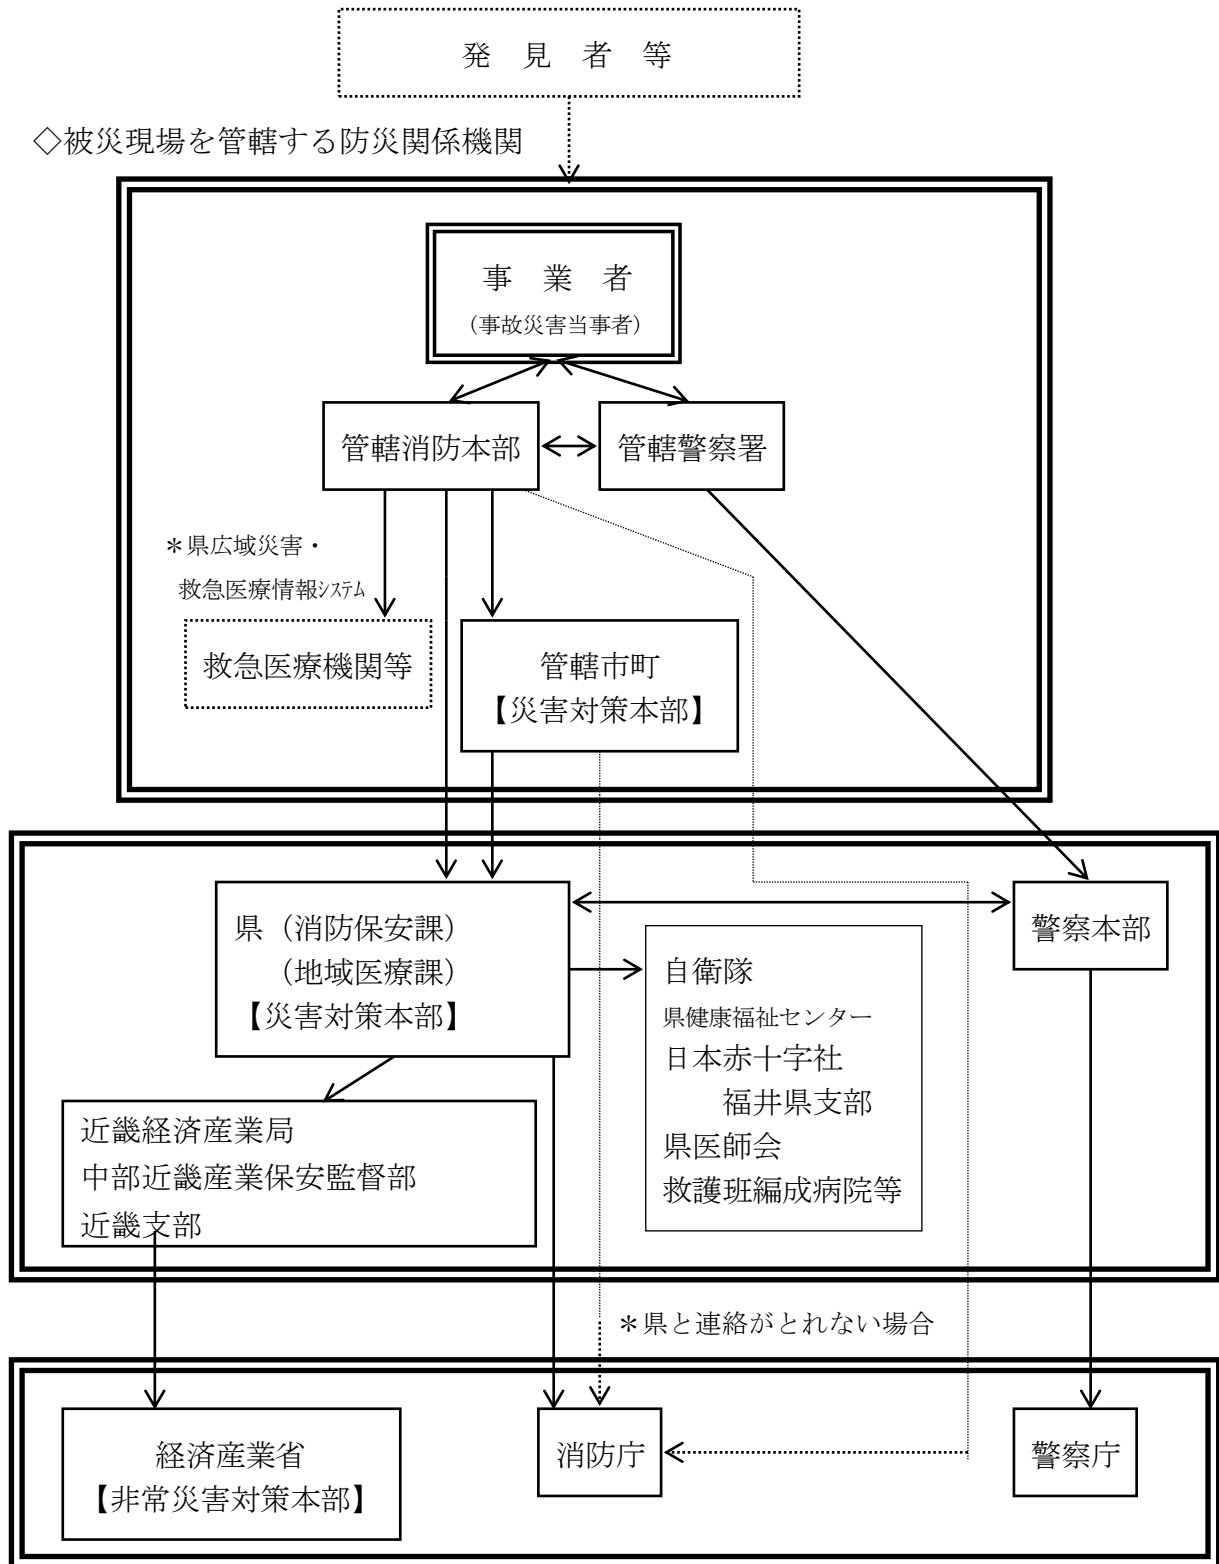 発見者等
◇被災現場を管轄する防災関係機関
事業者
（事故災害当事者）
管轄消防本部
管轄警察署
＊県広域災害・
救急医療情報ｼｽﾃﾑ
救急医療機関等
管轄市町
【災害対策本部】
県（消防保安課）
（地域医療課）
【災害対策本部】
警察本部
自衛隊
県健康福祉センター
日本赤十字社
福井県支部
県医師会
救護班編成病院等
近畿経済産業局
中部近畿産業保安監督部
近畿支部
＊県と連絡がとれない場合
経済産業省
【非常災害対策本部】
消防庁
警察庁